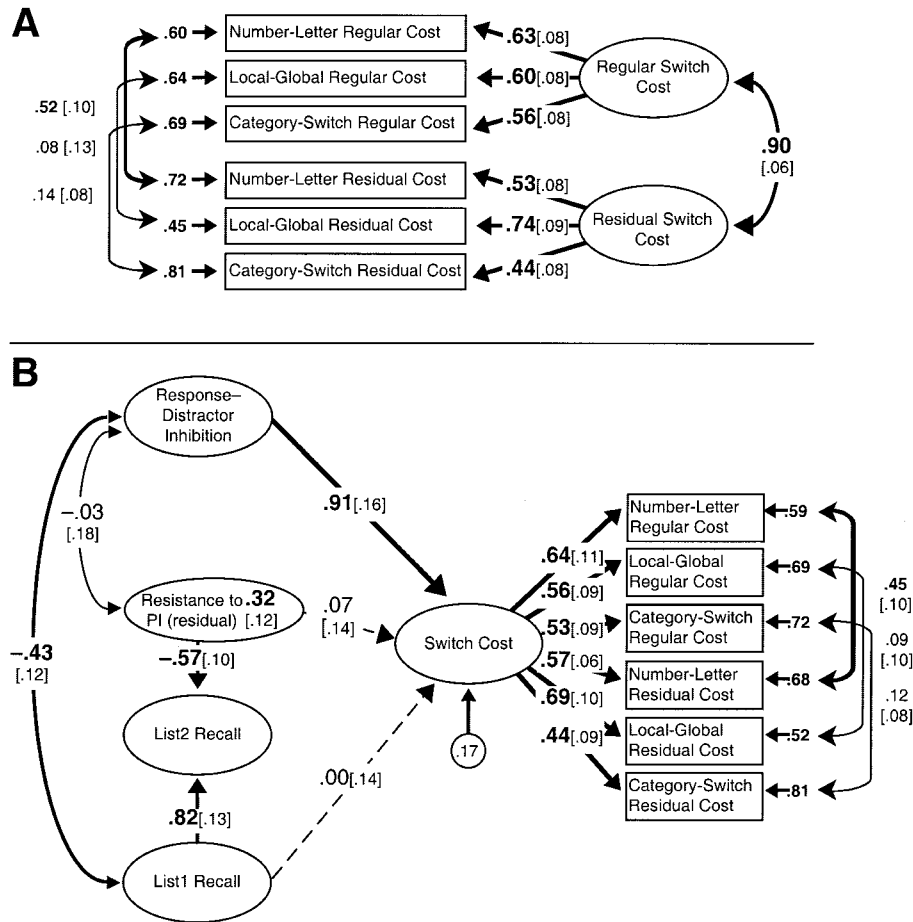 A
.60
Number-Letter Regular Cost
.63[.08]
.64
Local-Global Regular Cost
.60[.08]
Regular Switch
Cost
.52 [.10]
.69
Category-Switch Regular Cost
.56[.08]
.08 [.13]
.90
[.06]
.72
Number-Letter Residual Cost
.53[.08]
.14 [.08]
.45
Local-Global Residual Cost
.74[.09]
Residual Switch
Cost
.81
Category-Switch Residual Cost
.44[.08]
B
Response–
Distractor
Inhibition
–.03
[.18]
.91[.16]
Resistance to .32
PI (residual) [.12]
.07
[.14]
–.43
[.12]
–.57[.10]
List2 Recall
.00[.14]
.82[.13]
List1 Recall
Switch Cost
.17
.64[.11]
.56[.09]
.53[.09]
.57[.06]
.69[.10]
.44[.09]
Number-Letter
Regular Cost
.59
Local-Global
Regular Cost
.69
Category-Switch
Regular Cost
.72
Number-Letter
Residual Cost
.68
Local-Global
Residual Cost
.52
Category-Switch
Residual Cost
.81
.45
[.10]
.09
[.10]
.12
[.08]